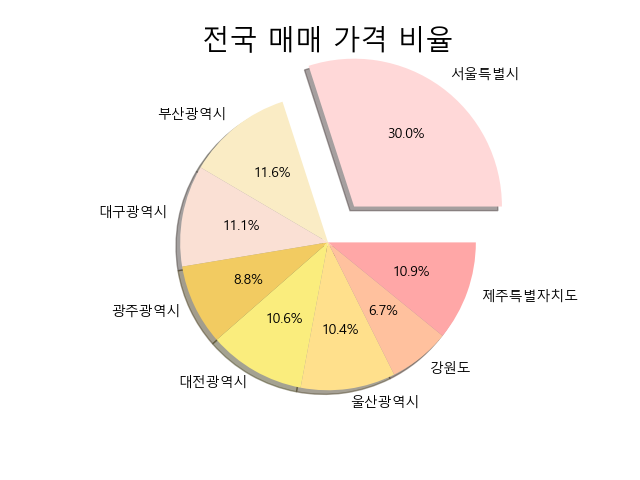 전국 매매 가격 비율
서울특별시
30.0%
부산광역시
11.6%
대구광역시
11.1%
광주광역시
8.8%
대전광역시
10.6%
울산광역시
10.4%
강원도
6.7%
제주특별자치도
10.9%